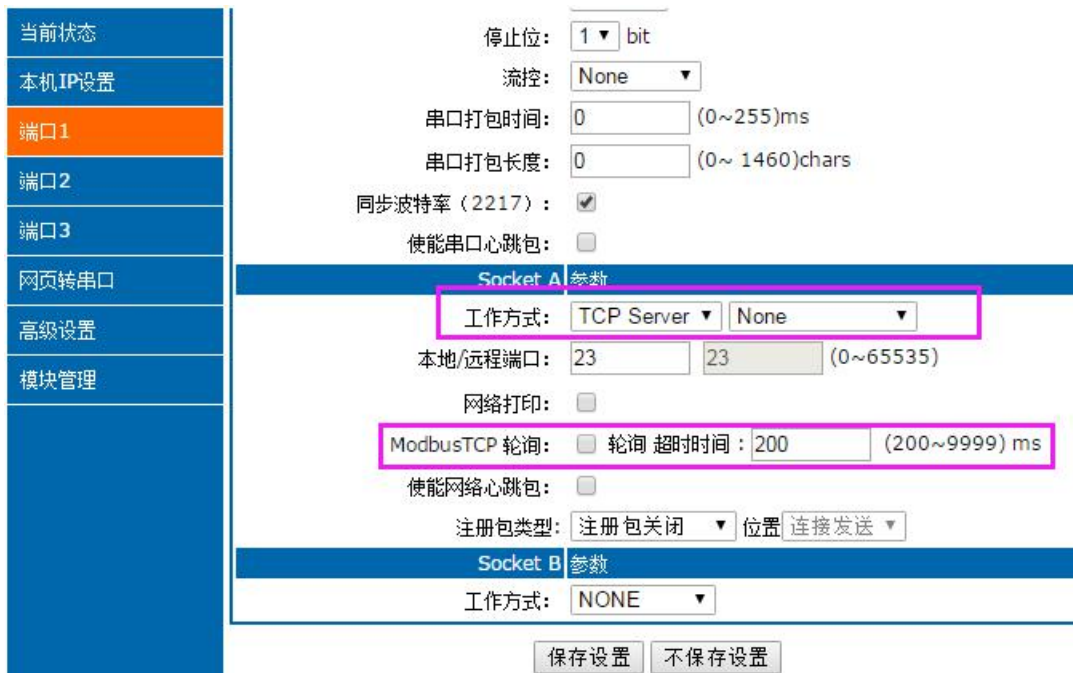 当前状态
本机IP设置
端口1
端口2
端口3
网页转串口
高级设置
模块管理
停止位: 1 bit
流控: None
串口打包时间: 0 (0~255)ms
串口打包长度: 0 (0~ 1460)chars
同步波特率（2217）:
使能串口心跳包:
Socket A 参数
工作方式: TCP Server None
本地/远程端口: 23 23 (0~65535)
网络打印:
ModbusTCP 轮询: 轮询 超时时间 : 200 (200~9999) ms
使能网络心跳包:
注册包类型: 注册包关闭 位置 连接发送
Socket B 参数
工作方式: NONE
保存设置 不保存设置